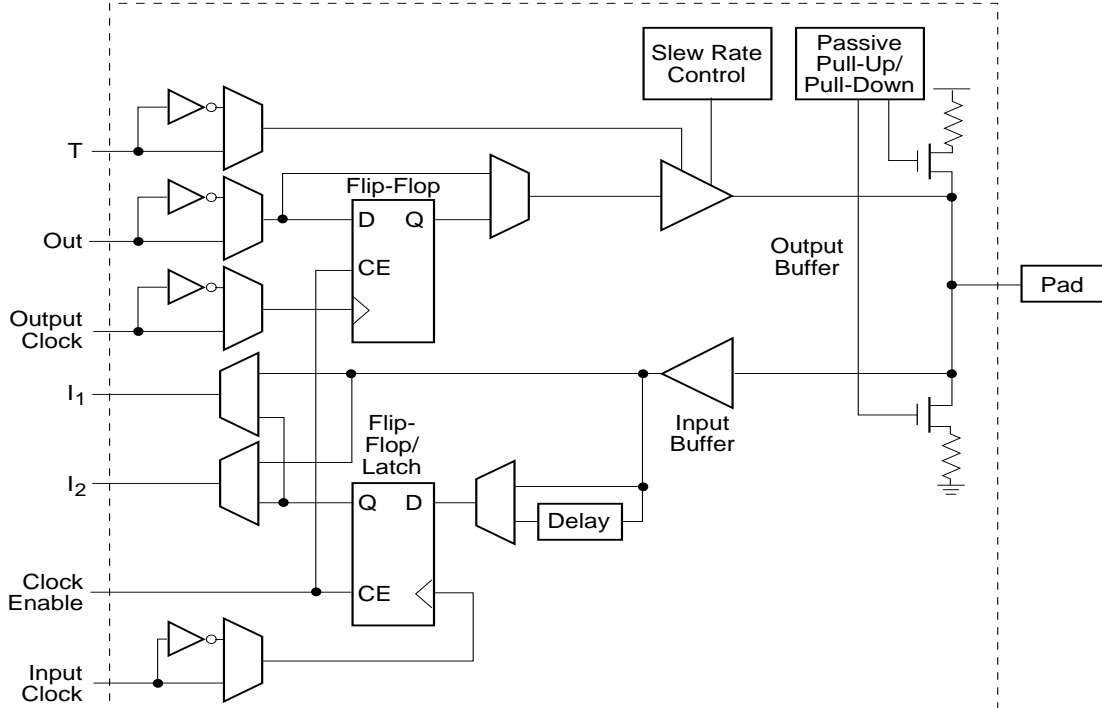 Slew Rate
Control
Passive
Pull-Up/
Pull-Down
T
Flip-Flop
D Q
Out
CE
Output
Buffer
Pad
Output
Clock
I1
Flip-
Flop/
Latch
Input
Buffer
I2
Q D
Delay
Clock
Enable
CE
Input
Clock